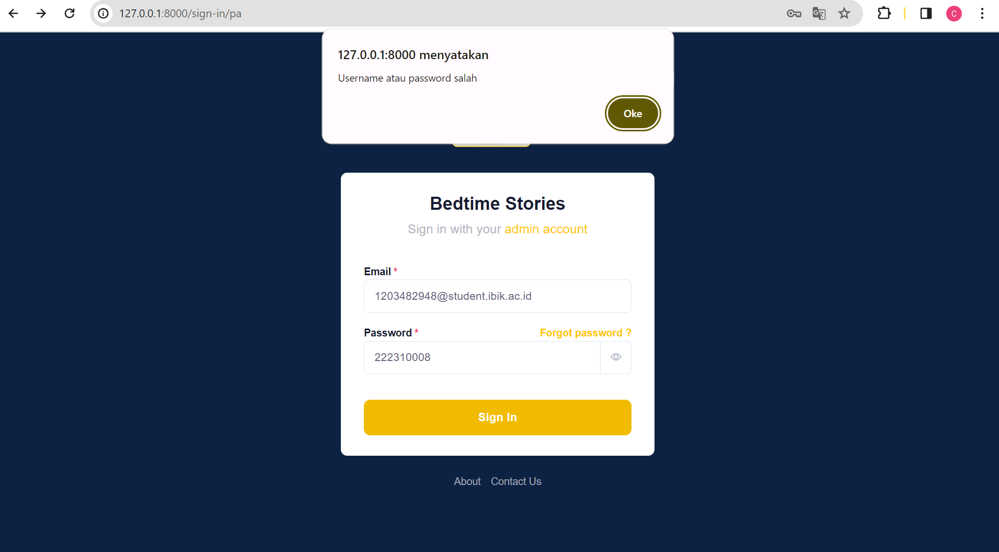 127.0.0.1:8000/sign-in/pa
C
127.0.0.1:8000 menyatakan
Username atau password salah
Oke
Bedtime Stories
Sign in with your admin account
Email *
1203482948@student.ibik.ac.id
Password *
Forgot password ?
222310008
Sign In
About Contact Us